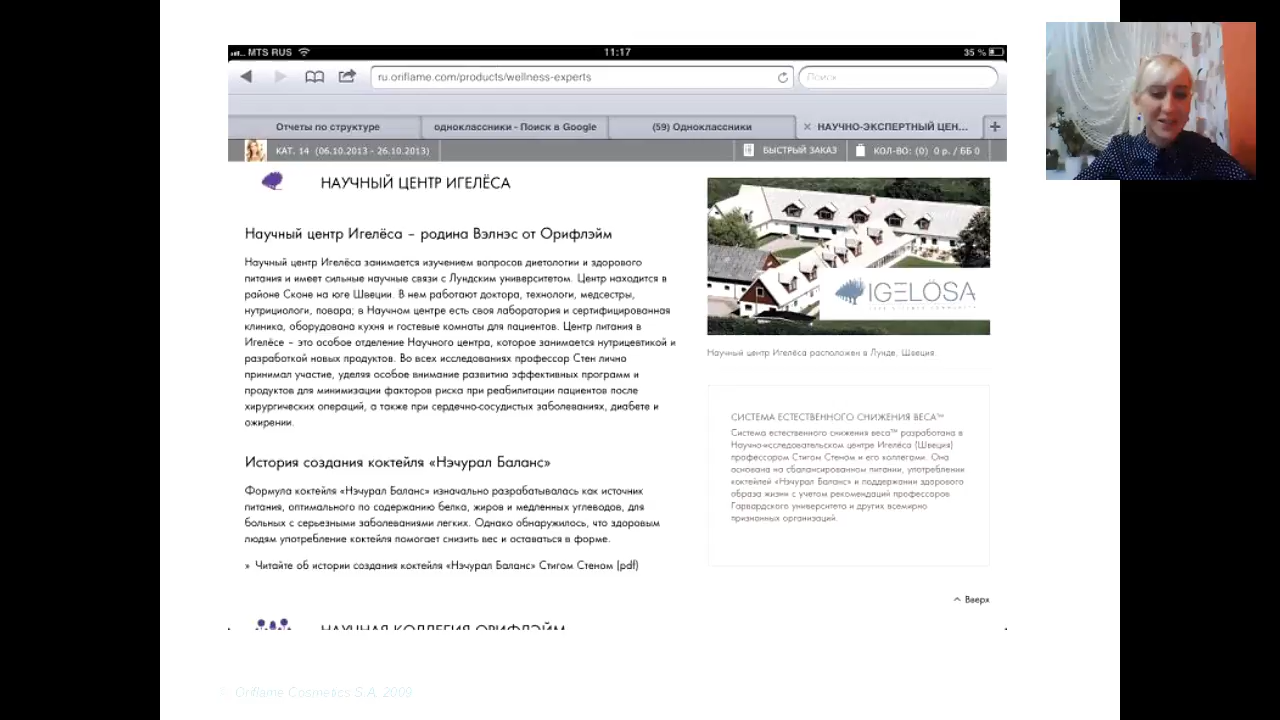 MTS RUS
11:17
35 %
ru.oriflame.com/products/wellness-experts
Поиск
Отчеты по структуре
одноклассники - Поиск в Google
(59) Одноклассники
НАУЧНО-ЭКСПЕРТНЫЙ ЦЕН...
КАТ. 14 (06.10.2013 - 26.10.2013)
БЫСТРЫЙ ЗАКАЗ
КОЛ-ВО: (0) 0 р. / ББ 0
НАУЧНЫЙ ЦЕНТР ИГЕЛЁСА
Научный центр Игелёса – родина Вэлнэс от Орифлэйм
Научный центр Игелёса занимается изучением вопросов диетологии и здорового
питания и имеет сильные научные связи с Лундским университетом. Центр находится в
районе Сконе на юге Швеции. В нем работают доктора, технологи, медсестры,
нутрициологи, повара; в Научном центре есть своя лаборатория и сертифицированная
клиника, оборудована кухня и гостевые комнаты для пациентов. Центр питания в
Игелёсе – это особое отделение Научного центра, которое занимается нутрицевтикой и
разработкой новых продуктов. Во всех исследованиях профессор Стен лично
принимал участие, уделяя особое внимание развитию эффективных программ и
продуктов для минимизации факторов риска при реабилитации пациентов после
хирургических операций, а также при сердечно-сосудистых заболеваниях, диабете и
ожирении.
История создания коктейля «Нэчурал Баланс»
Формула коктейля «Нэчурал Баланс» изначально разрабатывалась как источник
питания, оптимального по содержанию белка, жиров и медленных углеводов, для
больных с серьезными заболеваниями легких. Однако обнаружилось, что здоровым
людям употребление коктейля помогает снизить вес и оставаться в форме.
» Читайте об истории создания коктейля «Нэчурал Баланс» Стигом Стеном (pdf)
IGELÖSA
Научный центр Игелёса расположен в Лунде, Швеция.
СИСТЕМА ЕСТЕСТВЕННОГО СНИЖЕНИЯ ВЕСА™
Система естественного снижения веса™ разработана в
Научно-исследовательском центре Игелёса (Швеция)
профессором Стигом Стеном и его коллегами. Она
основана на сбалансированном питании, употреблении
коктейлей «Нэчурал Баланс» и поддержании здорового
образа жизни с учетом рекомендаций профессоров
Гарвардского университета и других всемирно
признанных организаций.
Вверх
НАУЧНАЯ КОЛЛЕГИЯ ОРИФЛЭЙМ
Oriflame Cosmetics S.A, 2009